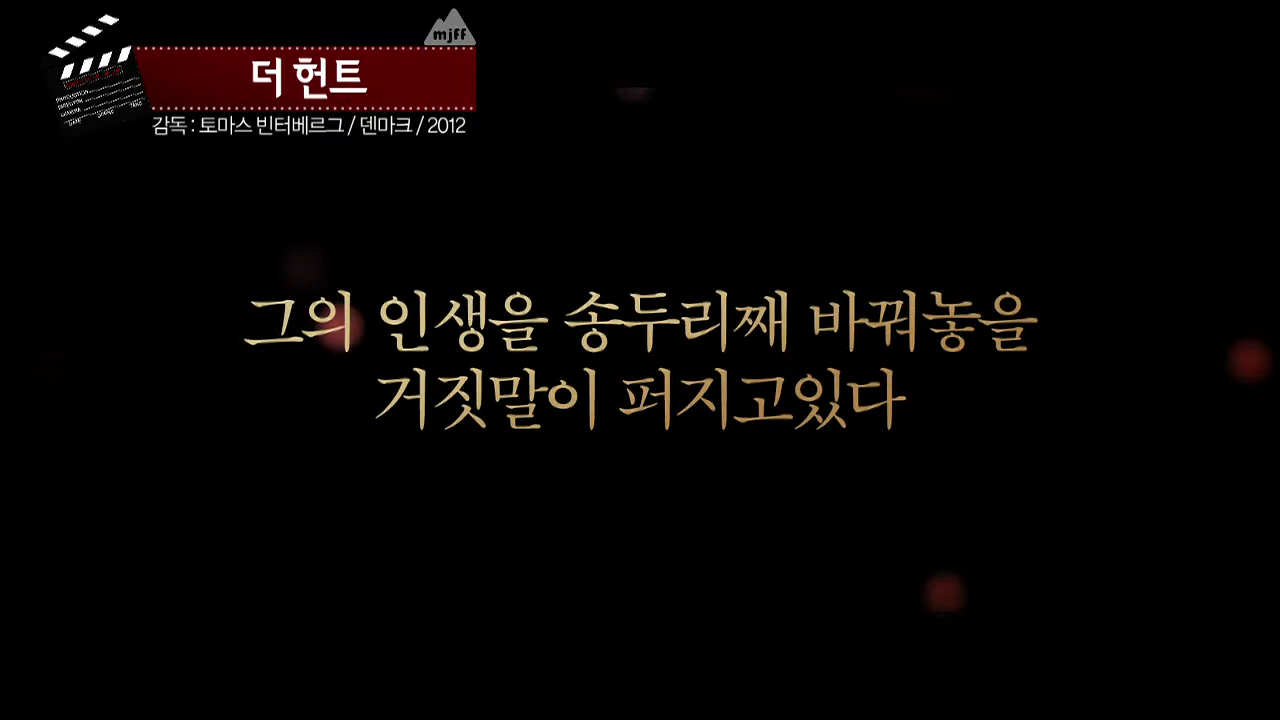 mjff
더 헌트
감독 : 토마스 빈터베르그 / 덴마크 / 2012
그의 인생을 송두리째 바꿔놓을
거짓말이 퍼지고있다